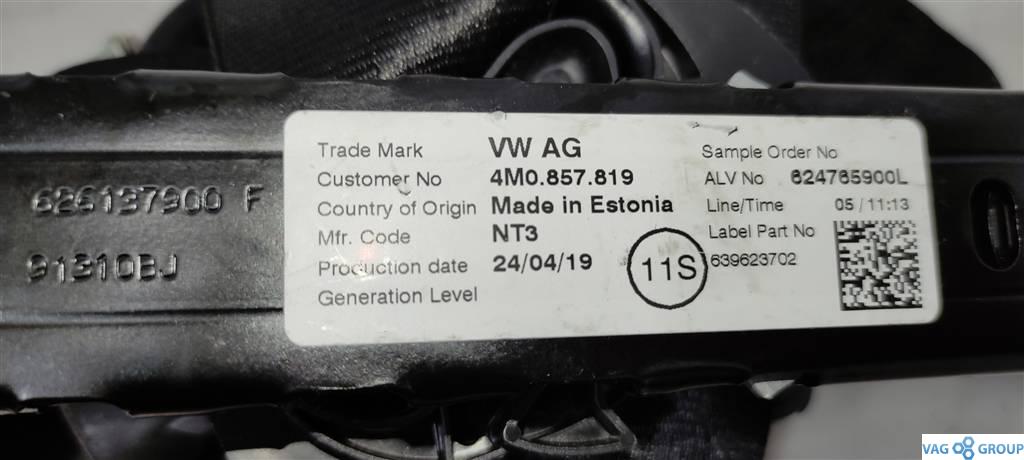 626137900 F
91310BJ
Trade Mark VW AG
Customer No 4M0.857.819
Country of Origin Made in Estonia
Mfr. Code NT3
Production date 24/04/19
Generation Level
11S
Sample Order No
ALV No 624765900L
Line/Time 05 / 11:13
Label Part No
639623702
VAG GROUP